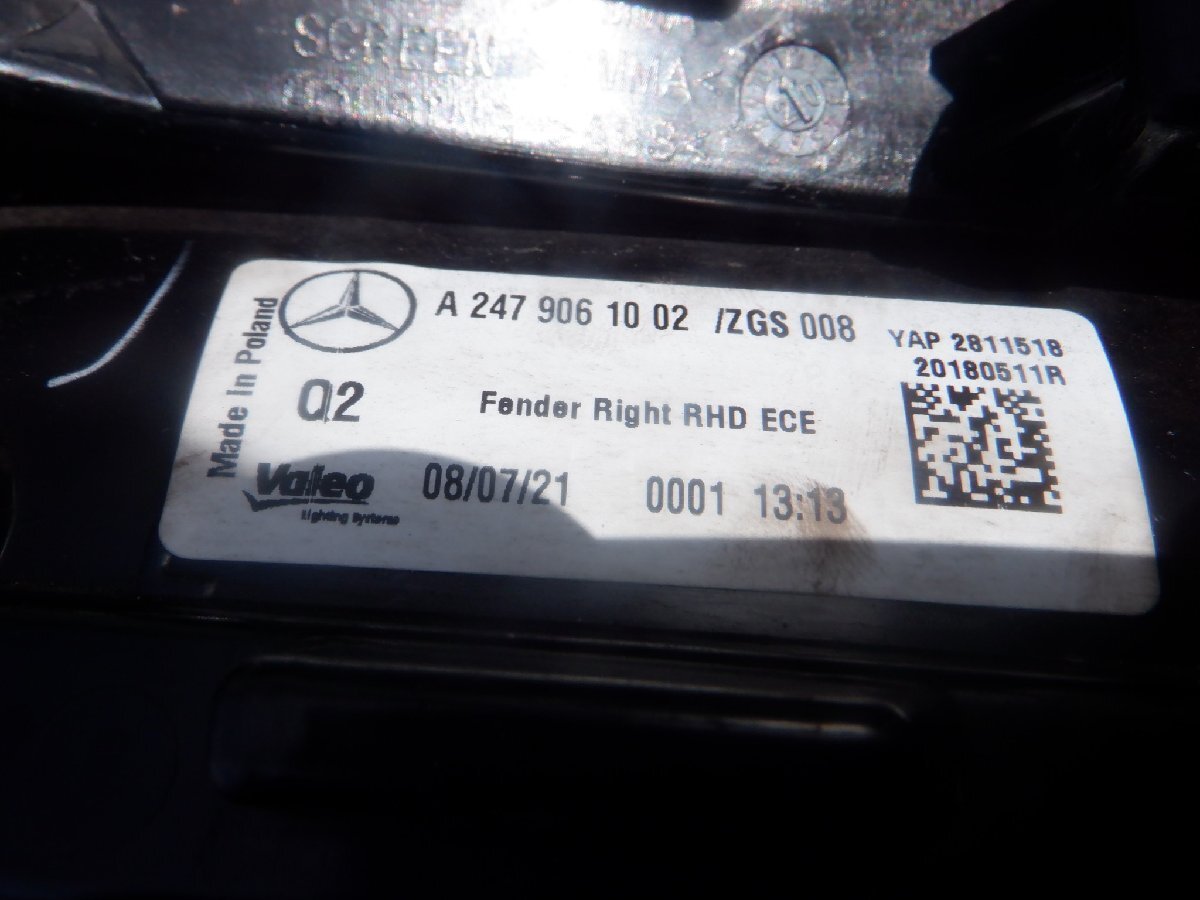 SCREEN
A 247 906 10 02 /ZGS 008
YAP 2811518
20180511R
Made In Poland
Q2
Fender Right RHD ECE
Valeo
Lighting Systems
08/07/21
0001 13:13